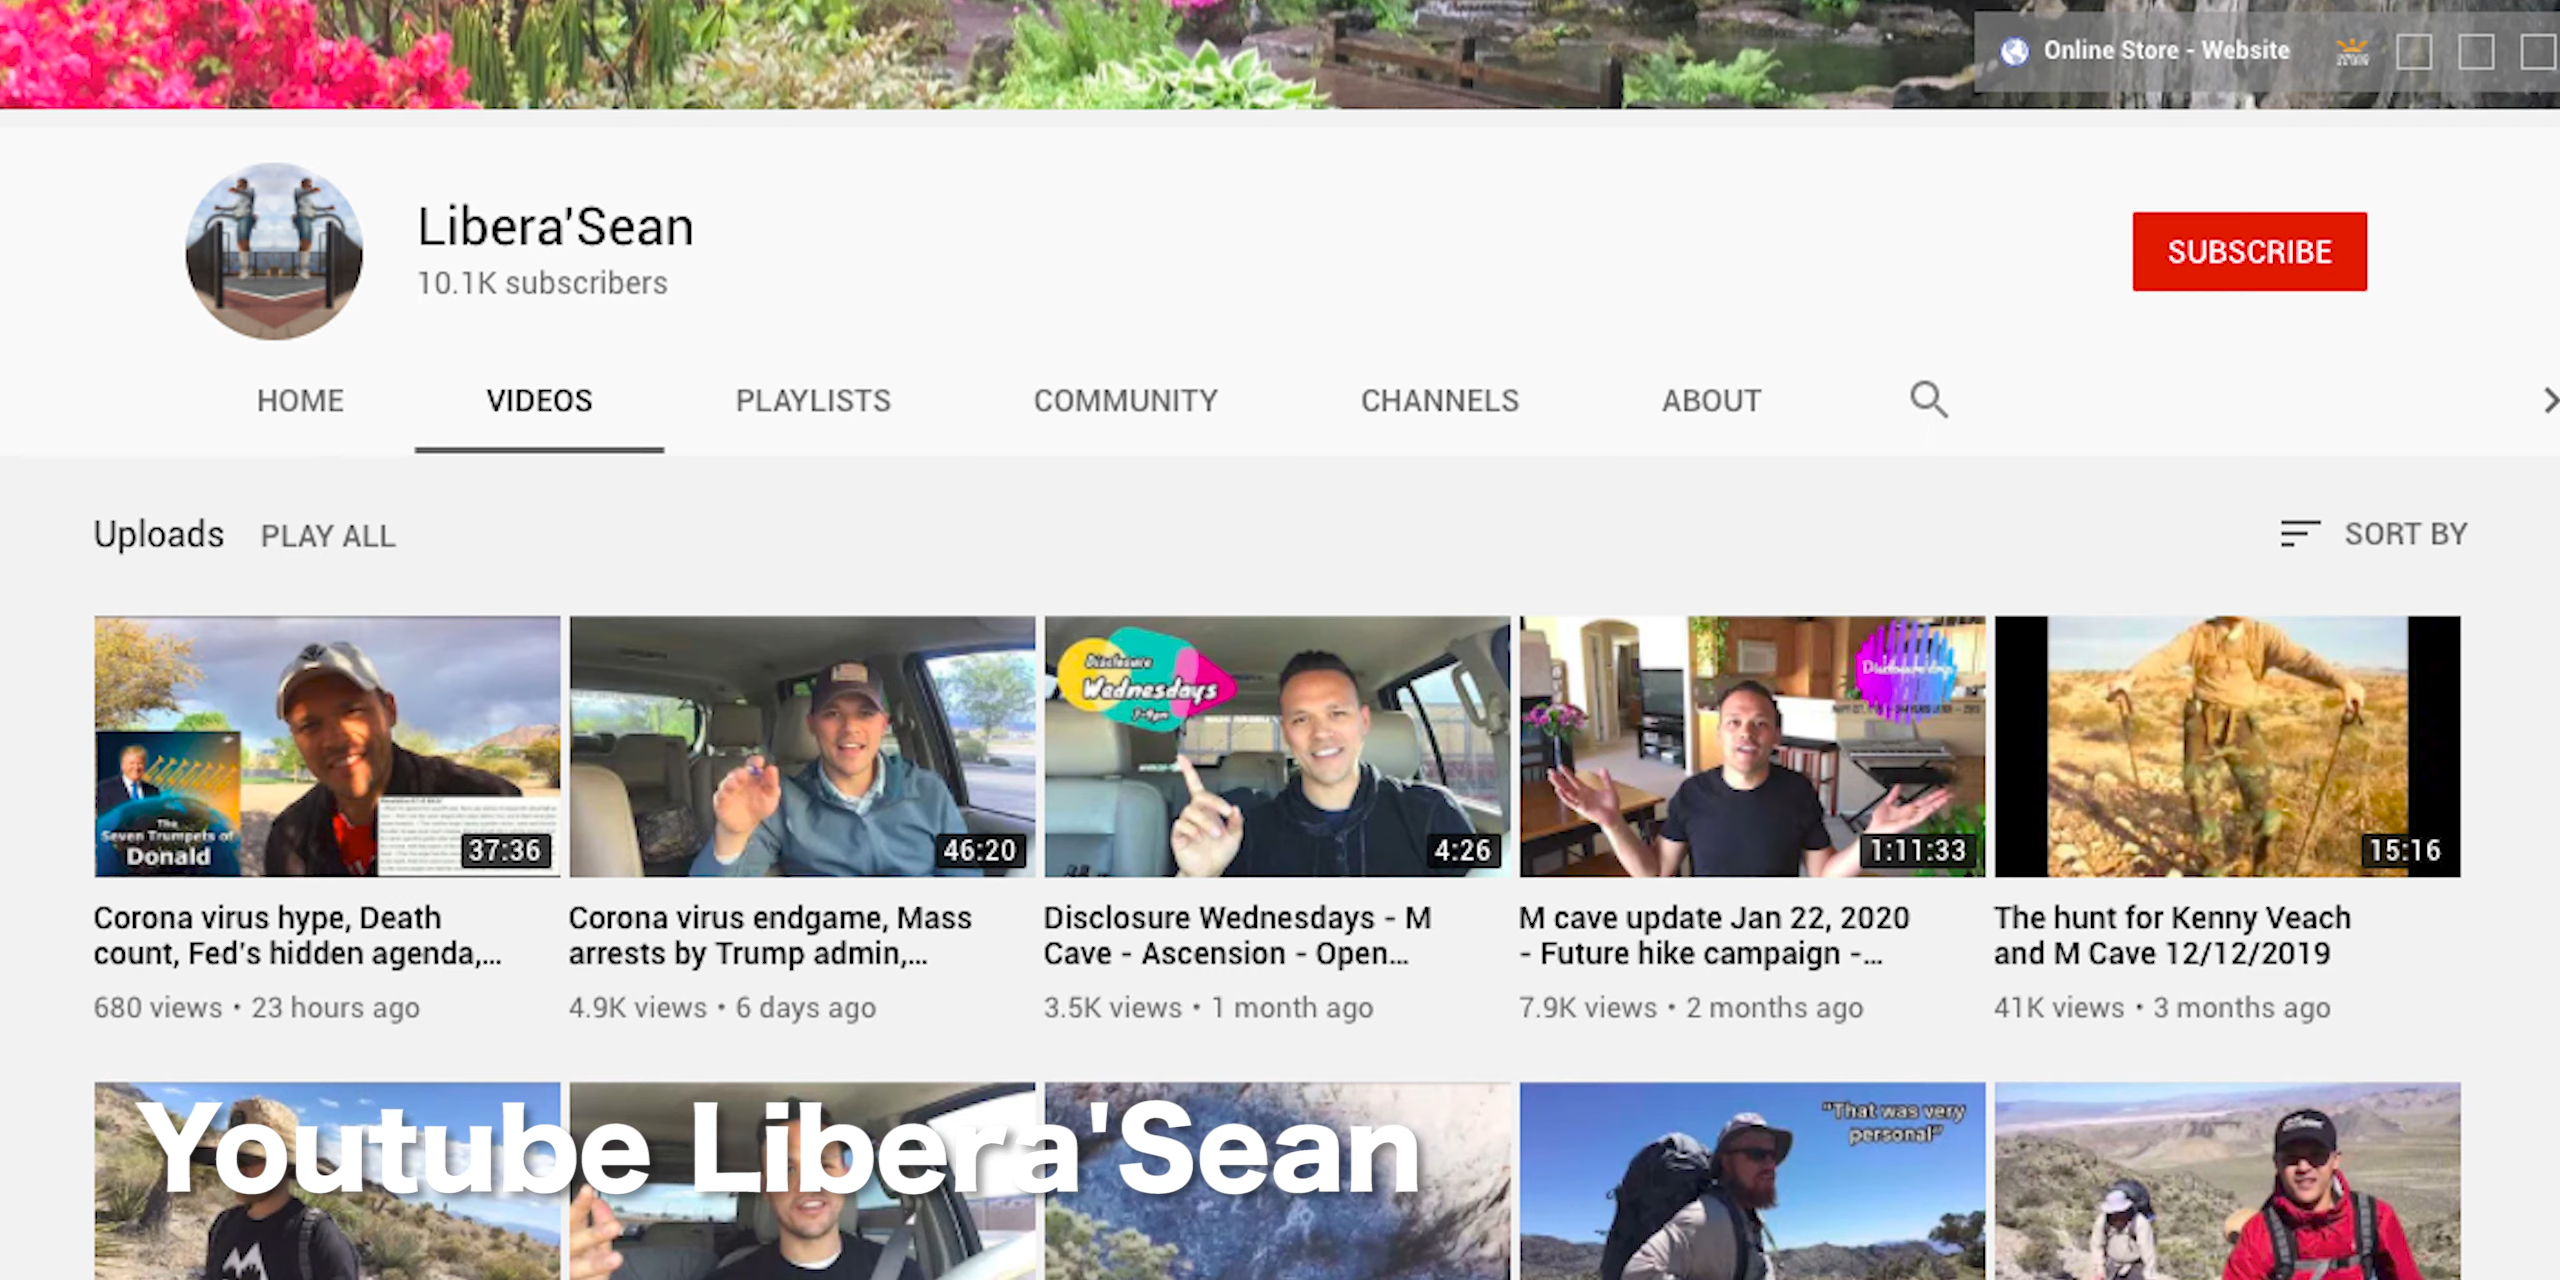 Online Store - Website
Libera'Sean
10.1K subscribers
SUBSCRIBE
HOME
VIDEOS
PLAYLISTS
COMMUNITY
CHANNELS
ABOUT
Uploads
PLAY ALL
SORT BY
The
Seven Trumpets of
Donald
37:36
46:20
Disclosure
Wednesdays
7-9pm
4:26
1:11:33
15:16
Corona virus hype, Death
count, Fed's hidden agenda,...
680 views • 23 hours ago
Corona virus endgame, Mass
arrests by Trump admin,...
4.9K views • 6 days ago
Disclosure Wednesdays - M
Cave - Ascension - Open...
3.5K views • 1 month ago
M cave update Jan 22, 2020
- Future hike campaign -...
7.9K views • 2 months ago
The hunt for Kenny Veach
and M Cave 12/12/2019
41K views • 3 months ago
"That was very
personal"
Youtube Libera'Sean